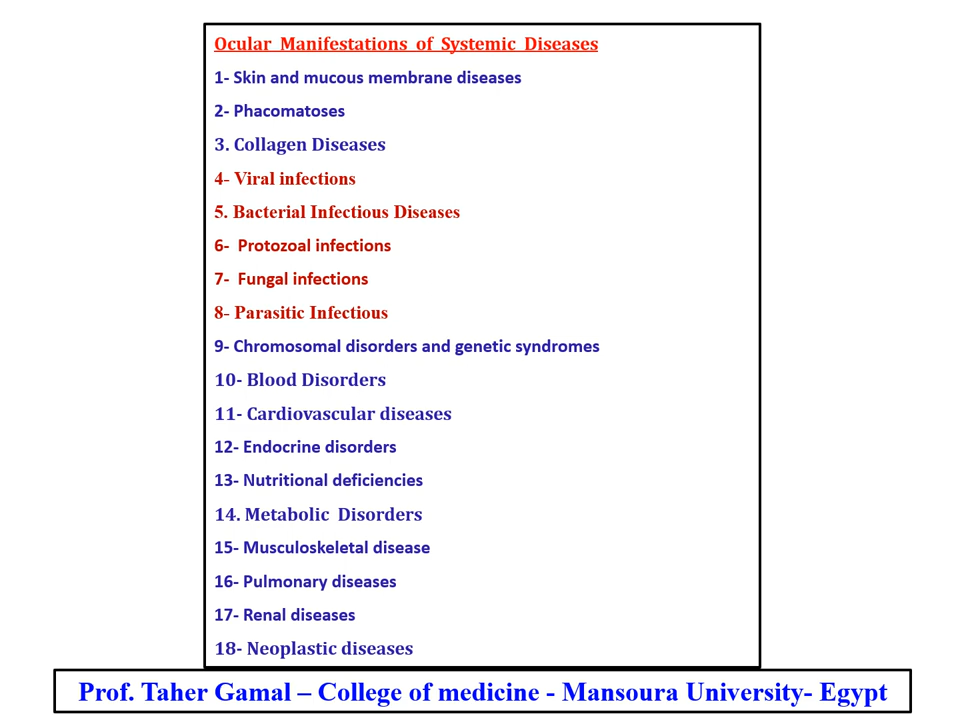 Ocular Manifestations of Systemic Diseases
1- Skin and mucous membrane diseases
2- Phacomatoses
3. Collagen Diseases
4- Viral infections
5. Bacterial Infectious Diseases
6- Protozoal infections
7- Fungal infections
8- Parasitic Infectious
9- Chromosomal disorders and genetic syndromes
10- Blood Disorders
11- Cardiovascular diseases
12- Endocrine disorders
13- Nutritional deficiencies
14. Metabolic Disorders
15- Musculoskeletal disease
16- Pulmonary diseases
17- Renal diseases
18- Neoplastic diseases
Prof. Taher Gamal – College of medicine - Mansoura University- Egypt